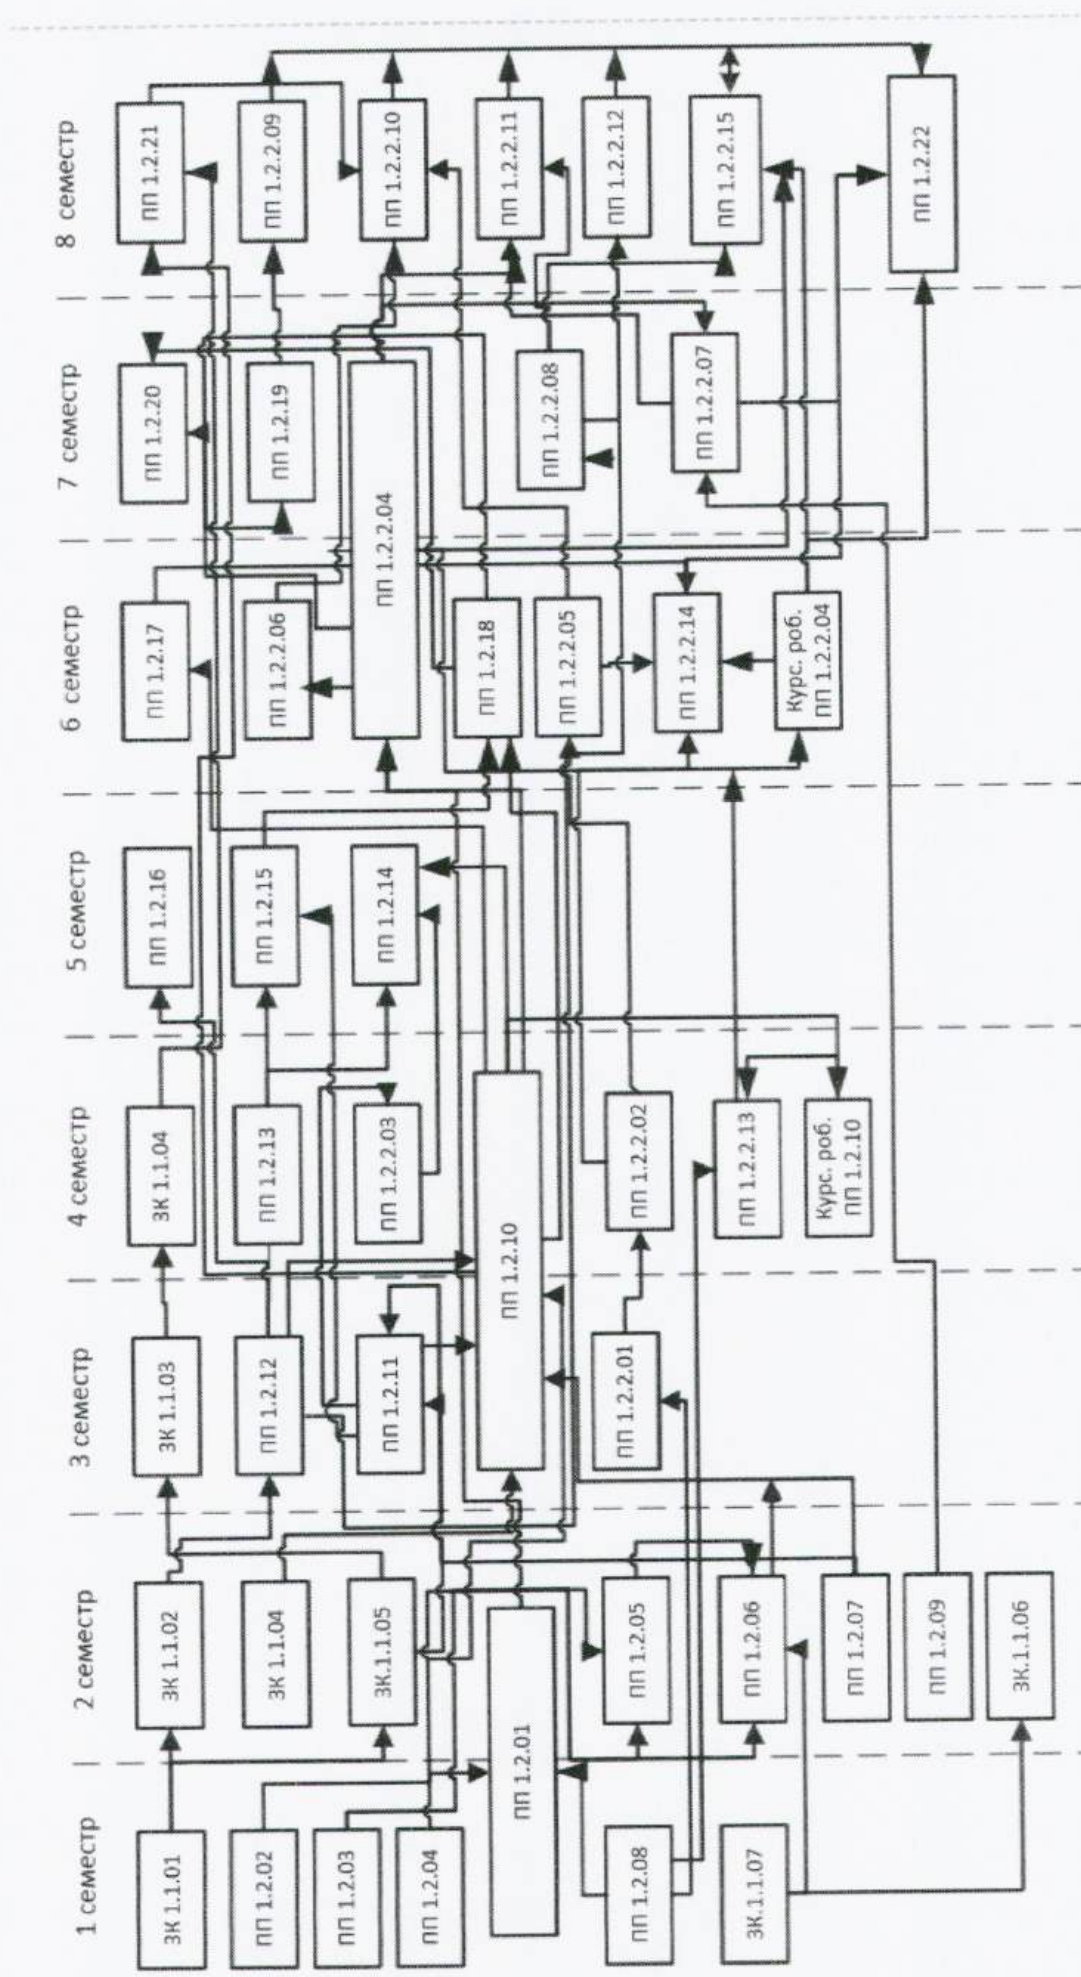 1 семестр
ЗК 1.1.01
ПП 1.2.02
ПП 1.2.03
ПП 1.2.04
ПП 1.2.01
ПП 1.2.08
ЗК.1.1.07
2 семестр
ЗК 1.1.02
ЗК 1.1.04
ЗК.1.1.05
ПП 1.2.05
ПП 1.2.06
ПП 1.2.07
ПП 1.2.09
ЗК.1.1.06
3 семестр
ЗК 1.1.03
ПП 1.2.12
ПП 1.2.11
ПП 1.2.10
ПП 1.2.2.01
4 семестр
ЗК 1.1.04
ПП 1.2.13
ПП 1.2.2.03
ПП 1.2.2.02
ПП 1.2.2.13
Курс. роб.
ПП 1.2.10
5 семестр
ПП 1.2.16
ПП 1.2.15
ПП 1.2.14
6 семестр
ПП 1.2.17
ПП 1.2.2.06
ПП 1.2.2.04
ПП 1.2.18
ПП 1.2.2.05
ПП 1.2.2.14
Курс. роб.
ПП 1.2.2.04
7 семестр
ПП 1.2.20
ПП 1.2.19
ПП 1.2.2.08
ПП 1.2.2.07
8 семестр
ПП 1.2.21
ПП 1.2.2.09
ПП 1.2.2.10
ПП 1.2.2.11
ПП 1.2.2.12
ПП 1.2.2.15
ПП 1.2.22